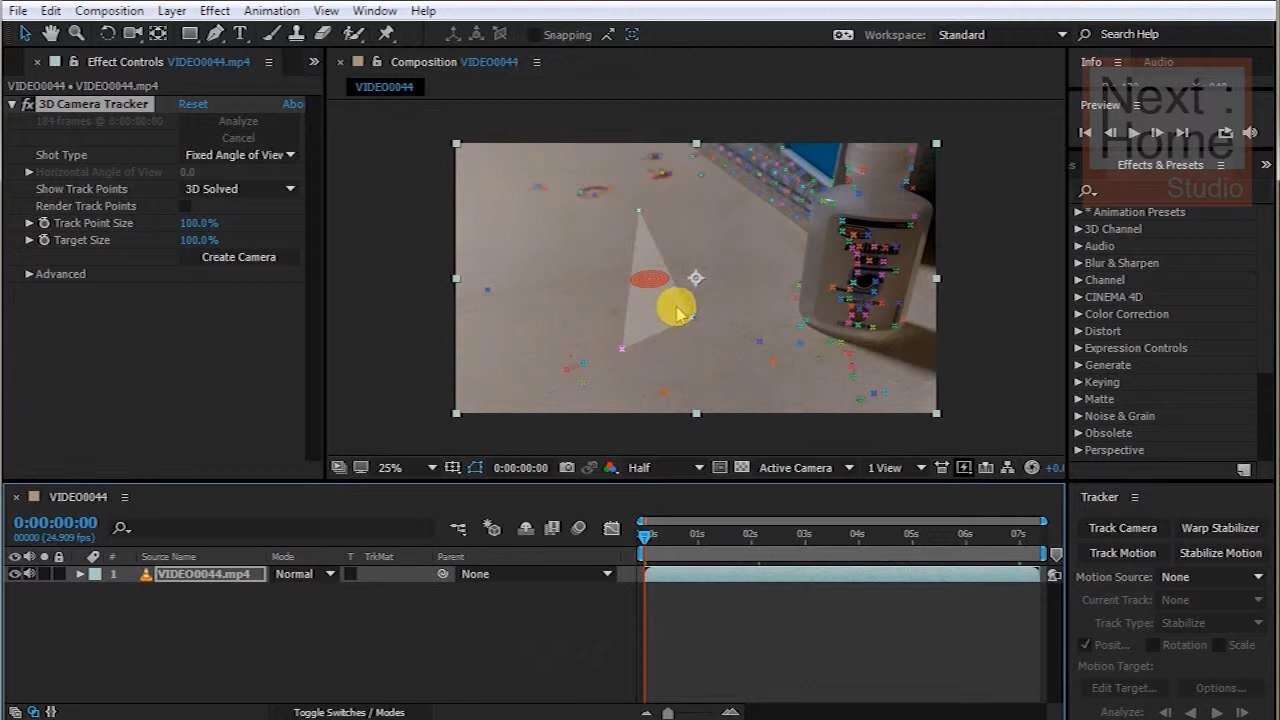 File Edit Composition Layer Effect Animation View Window Help
Snapping Workspace: Standard Search Help
Effect Controls VIDEO0044.mp4
Composition VIDEO0044
Info Audio
VIDEO0044 • VIDEO0044.mp4
VIDEO0044
Next :
Home
Studio
Preview
3D Camera Tracker Reset Abo
184 frames @ 0:00:00:00 Analyze
Cancel
Shot Type Fixed Angle of View
Horizontal Angle of View 0.0
Show Track Points 3D Solved
Render Track Points
Track Point Size 100.0%
Target Size 100.0%
Create Camera
Advanced
Effects & Presets
* Animation Presets
3D Channel
Audio
Blur & Sharpen
Channel
CINEMA 4D
Color Correction
Distort
Expression Controls
Generate
Keying
Matte
Noise & Grain
Obsolete
Perspective
25% 0:00:00:00 Half Active Camera 1 View +0.
VIDEO0044
0:00:00:00
00000 (24.909 fps)
01s 02s 03s 04s 05s 06s 07s
# Source Name Mode T TrkMat Parent
1 VIDEO0044.mp4 Normal None
Toggle Switches / Modes
Tracker
Track Camera Warp Stabilizer
Track Motion Stabilize Motion
Motion Source: None
Current Track: None
Track Type: Stabilize
Posit... Rotation Scale
Motion Target:
Edit Target... Options...
Analyze: